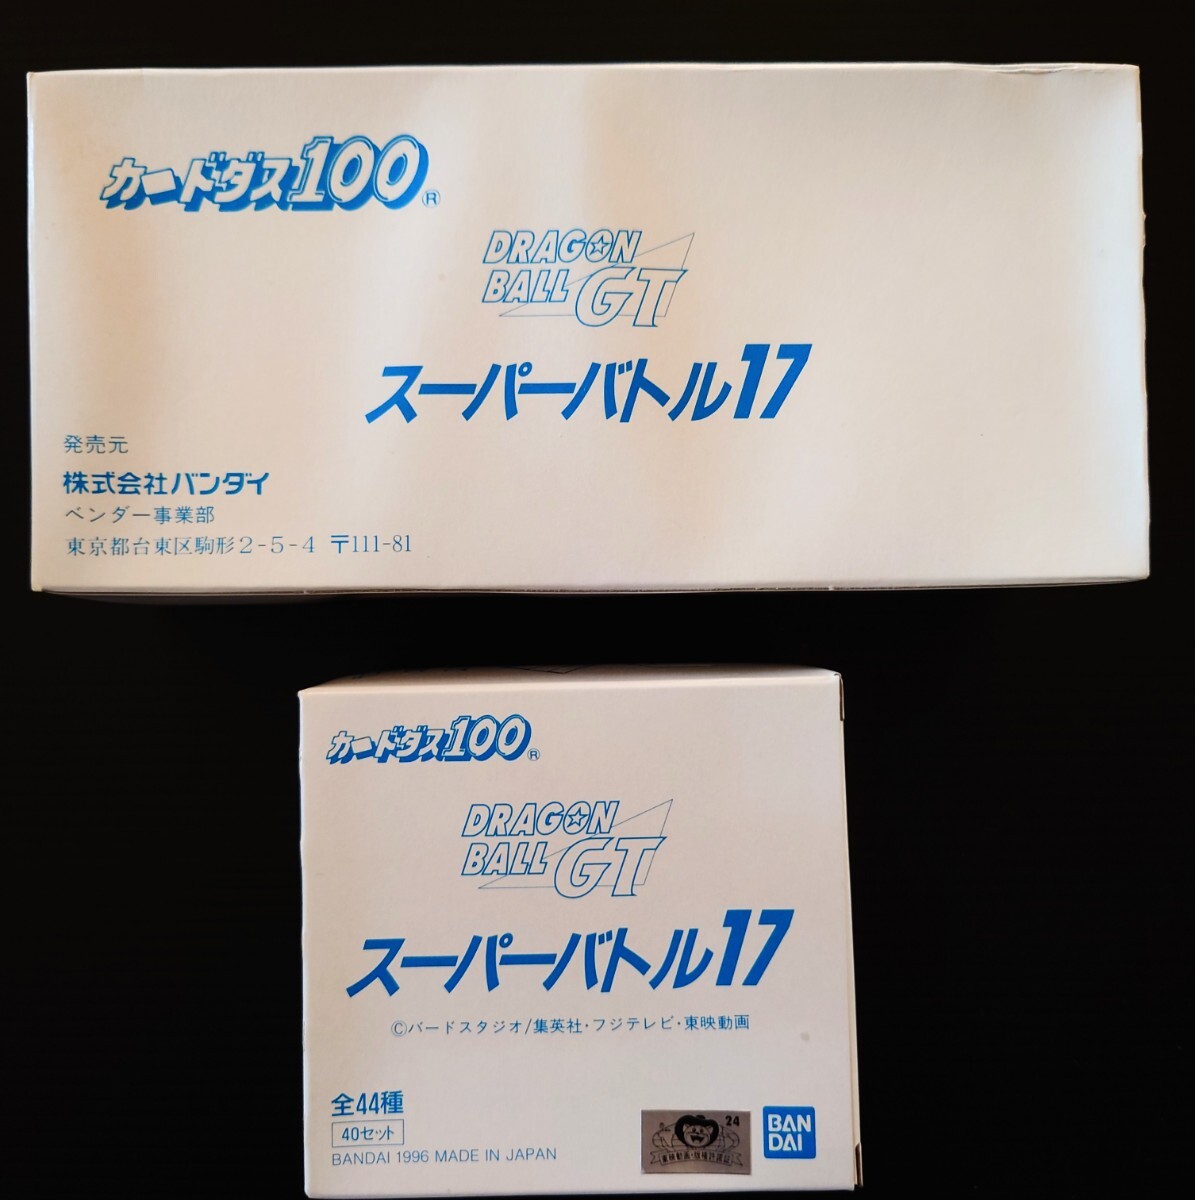 カードダス100®
DRAGON
BALL GT
スーパーバトル17
発売元
株式会社バンダイ
ベンダー事業部
東京都台東区駒形2-5-4 〒111-81
カードダス100®
DRAGON
BALL GT
スーパーバトル17
©バードスタジオ/集英社・フジテレビ・東映動画
全44種
40セット
BANDAI 1996 MADE IN JAPAN
24
BAN
DAI